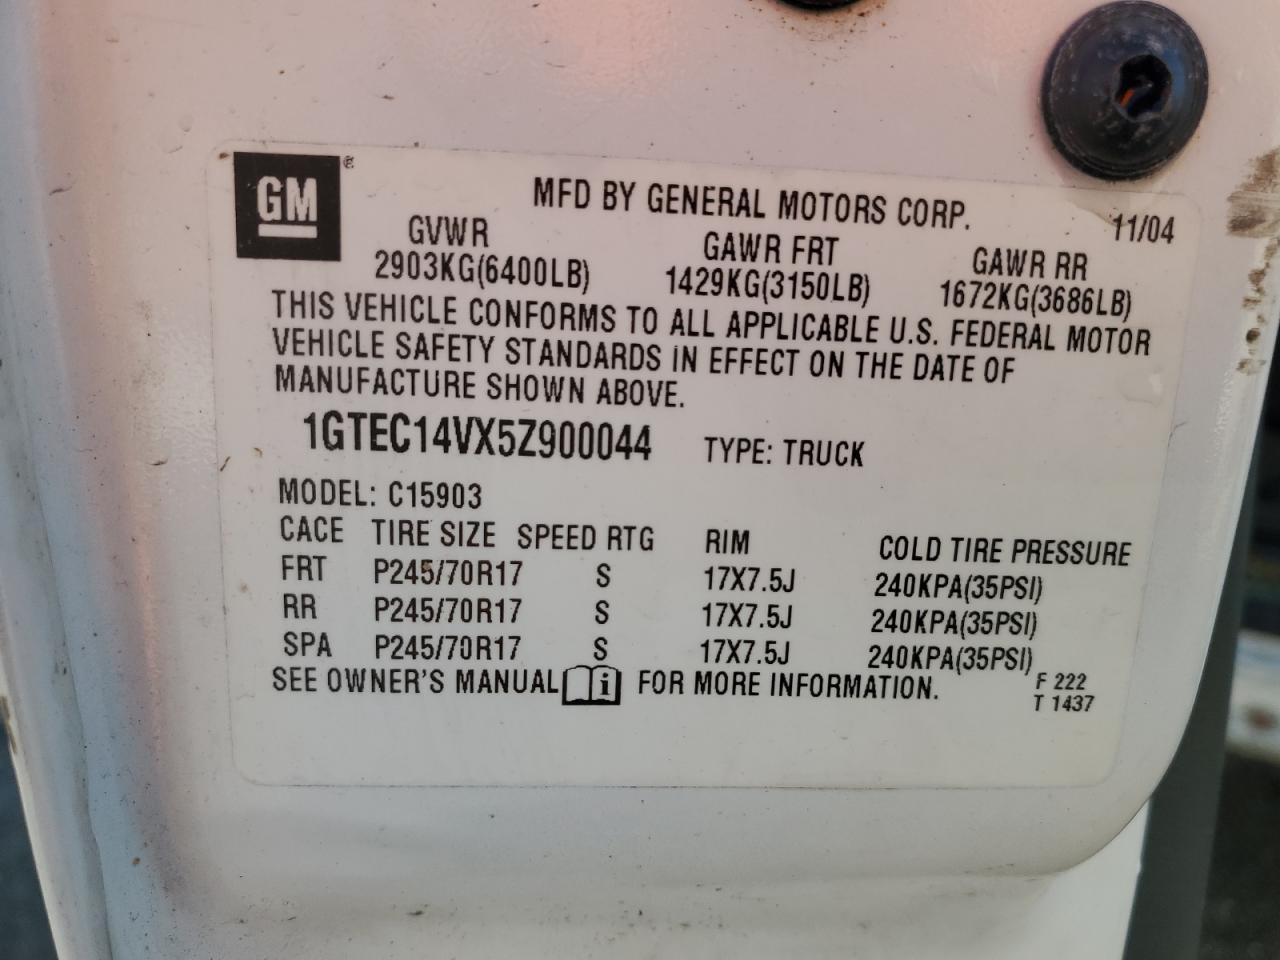 GM ®
MFD BY GENERAL MOTORS CORP. 11/04
GVWR GAWR FRT GAWR RR
2903KG(6400LB) 1429KG(3150LB) 1672KG(3686LB)
THIS VEHICLE CONFORMS TO ALL APPLICABLE U.S. FEDERAL MOTOR
VEHICLE SAFETY STANDARDS IN EFFECT ON THE DATE OF
MANUFACTURE SHOWN ABOVE.
1GTEC14VX5Z900044 TYPE: TRUCK
MODEL: C15903
CACE TIRE SIZE SPEED RTG RIM COLD TIRE PRESSURE
FRT P245/70R17 S 17X7.5J 240KPA(35PSI)
RR P245/70R17 S 17X7.5J 240KPA(35PSI)
SPA P245/70R17 S 17X7.5J 240KPA(35PSI)
SEE OWNER'S MANUAL i FOR MORE INFORMATION.
F 222
T 1437